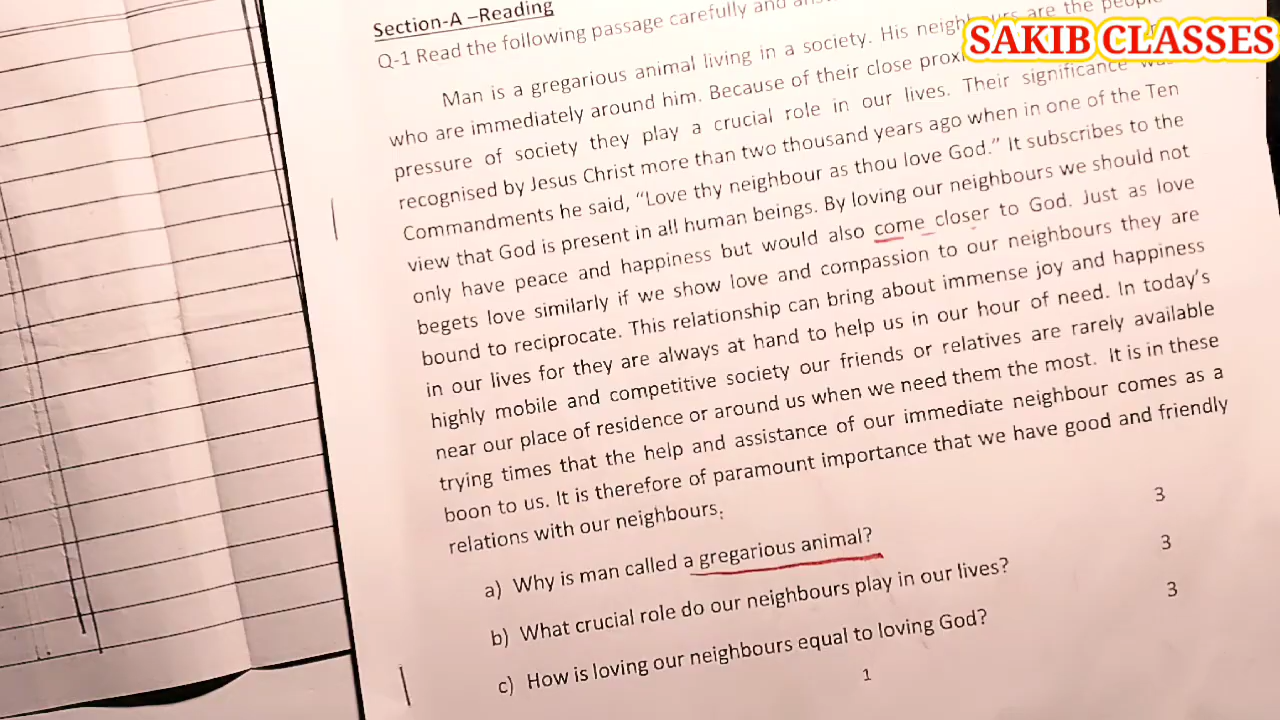 Section-A –Reading
SAKIB CLASSES
Q-1 Read the following passage carefully and
Man is a gregarious animal living in a society. His neighbours are the people
who are immediately around him. Because of their close
pressure of society they play a crucial role in our lives. Their significance was
recognised by Jesus Christ more than two thousand years ago when in one of the Ten
Commandments he said, “Love thy neighbour as thou love God.” It subscribes to the
view that God is present in all human beings. By loving our neighbours we should not
only have peace and happiness but would also come closer to God. Just as love
begets love similarly if we show love and compassion to our neighbours they are
bound to reciprocate. This relationship can bring about immense joy and happiness
in our lives for they are always at hand to help us in our hour of need. In today’s
highly mobile and competitive society our friends or relatives are rarely available
near our place of residence or around us when we need them the most. It is in these
trying times that the help and assistance of our immediate neighbour comes as a
boon to us. It is therefore of paramount importance that we have good and friendly
relations with our neighbours.
a) Why is man called a gregarious animal? 3
b) What crucial role do our neighbours play in our lives? 3
c) How is loving our neighbours equal to loving God? 3
1